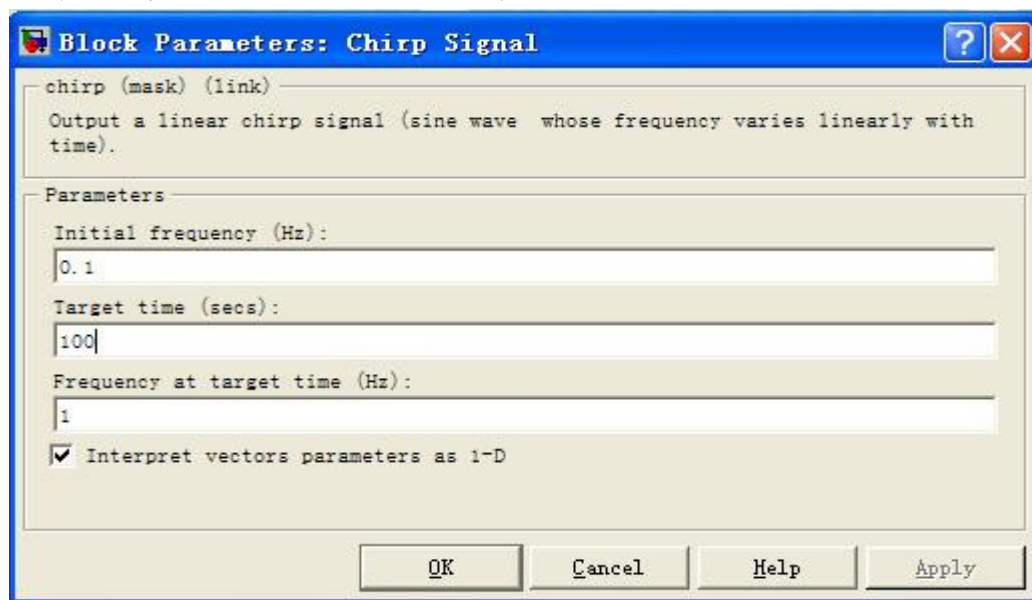 Block Parameters: Chirp Signal
chirp (mask) (link)
Output a linear chirp signal (sine wave  whose frequency varies linearly with
time).
Parameters
Initial frequency (Hz):
0.1
Target time (secs):
100
Frequency at target time (Hz):
1
Interpret vectors parameters as 1-D
OK Cancel Help Apply